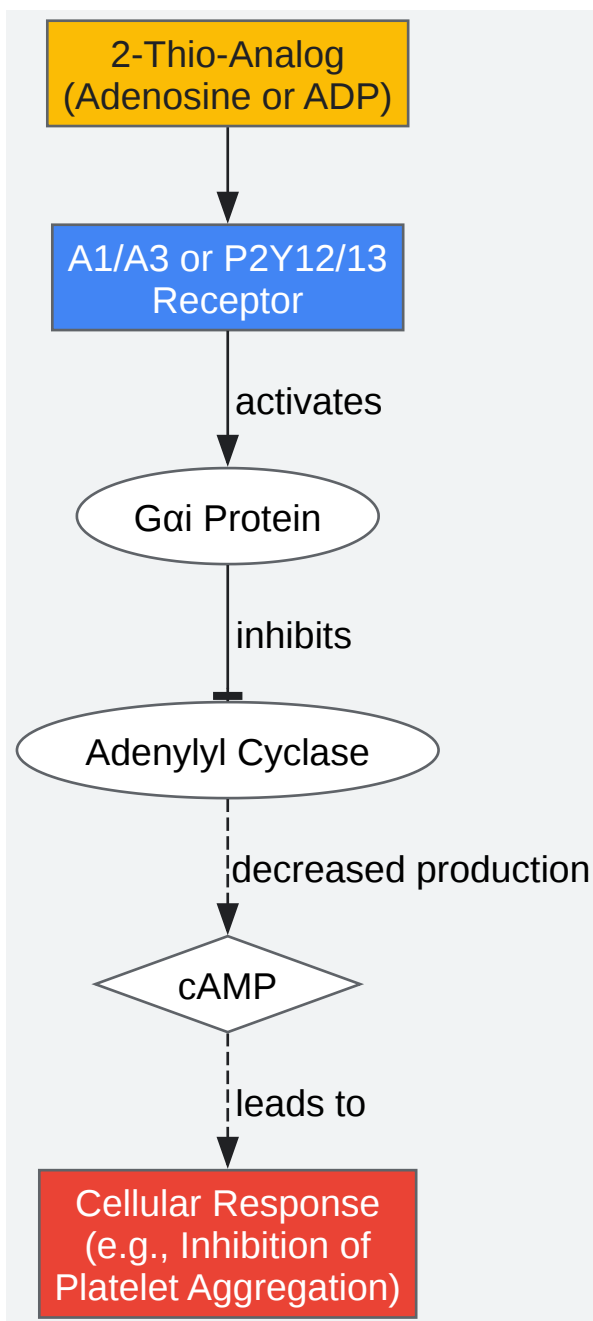 2-Thio-Analog
(Adenosine or ADP)
A1/A3 or P2Y12/13
Receptor
activates
Gαi Protein
inhibits
Adenylyl Cyclase
decreased production
cAMP
leads to
Cellular Response
(e.g., Inhibition of
Platelet Aggregation)